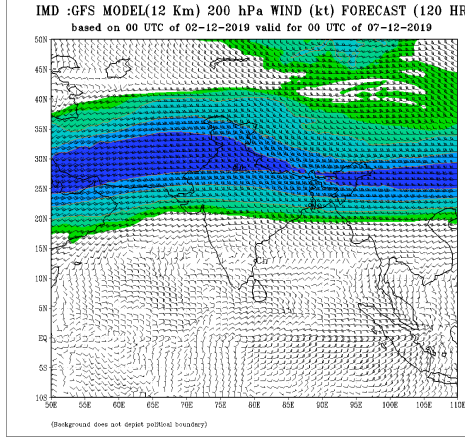 IMD :GFS MODEL(12 Km) 200 hPa WIND (kt) FORECAST (120 HR
based on 00 UTC of 02-12-2019 valid for 00 UTC of 07-12-2019
50N
45N
40N
35N
30N
25N
20N
15N
10N
5N
EQ
5S
10S
50E 55E 60E 65E 70E 75E 80E 85E 90E 95E 100E 105E 110E
(Background does not depict political boundary)